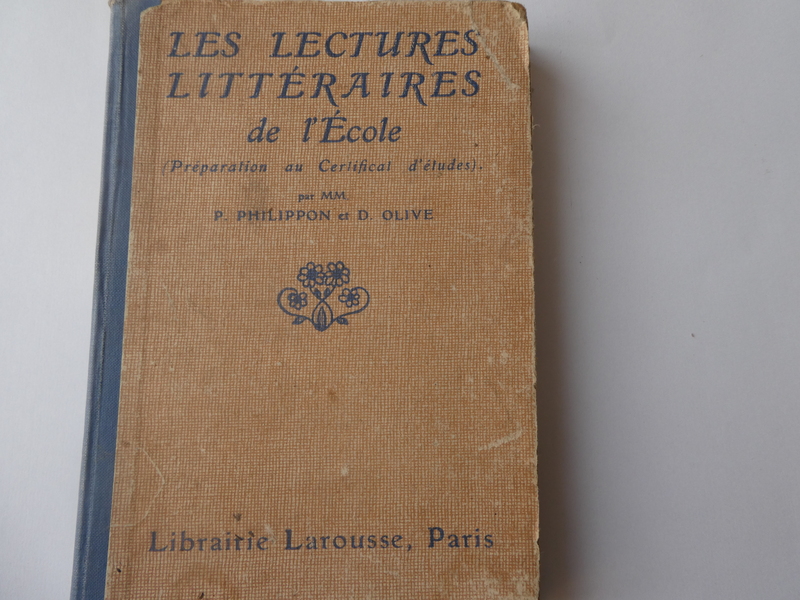 LES LECTURES
LITTÉRAIRES
de l'École
(Préparation au Certificat d'études).
par MM.
P. PHILIPPON et D. OLIVE
Librairie Larousse, Paris